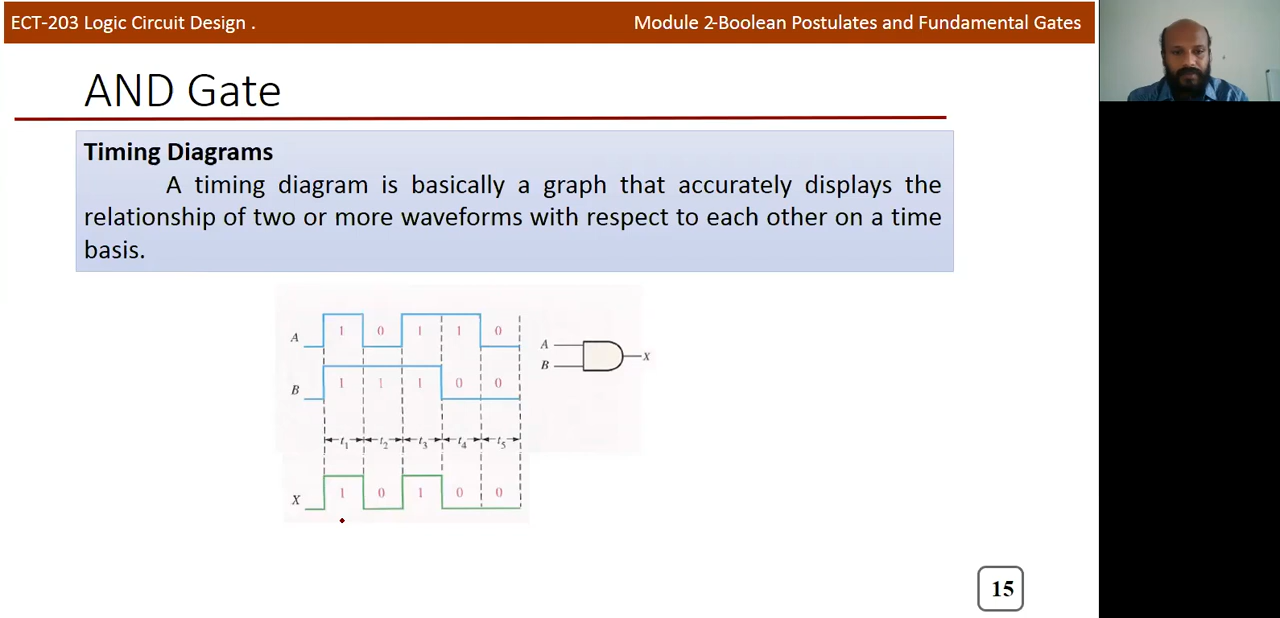 ECT-203 Logic Circuit Design .
Module 2-Boolean Postulates and Fundamental Gates
AND Gate
Timing Diagrams
A timing diagram is basically a graph that accurately displays the
relationship of two or more waveforms with respect to each other on a time
basis.
A 1 0 1 1 0
B 1 1 1 0 0
t1 t2 t3 t4 t5
X 1 0 1 0 0
A
B
X
15